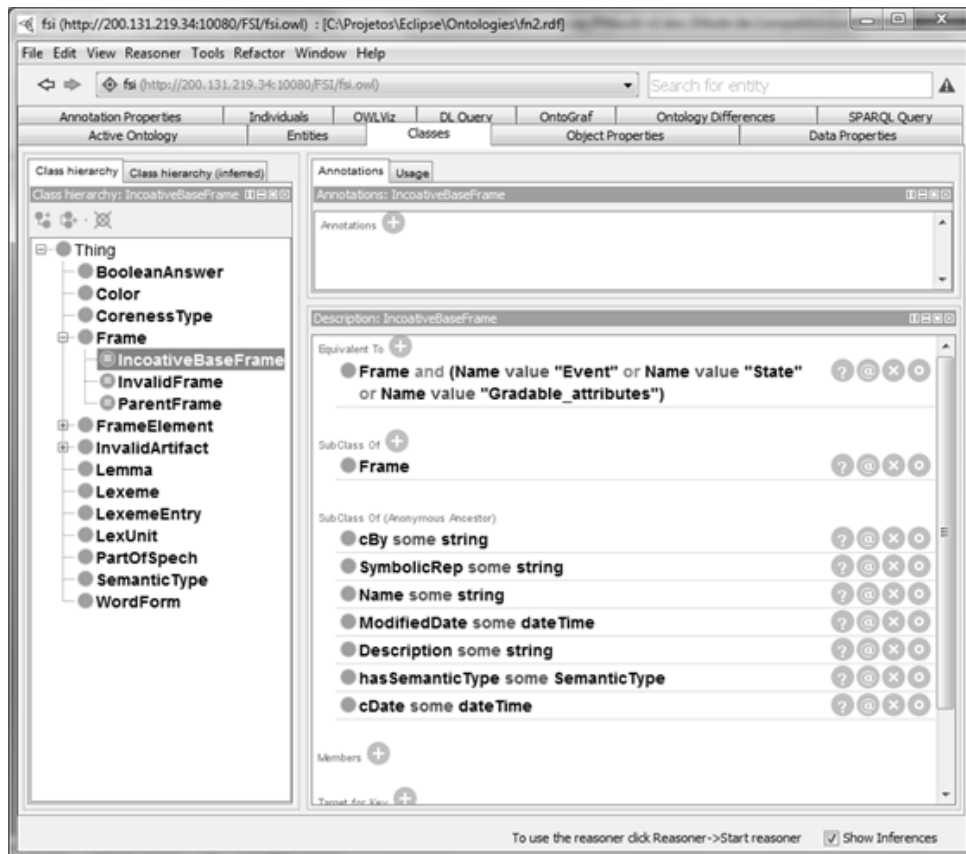 fsi (http://200.131.219.34:10080/FSI/fsi.owl) : [C:\Projetos\Eclipse\Ontologies\fn2.rdf]
File Edit View Reasoner Tools Refactor Window Help
fsi (http://200.131.219.34:10080/FSI/fsi.owl)
Search for entity
Annotation Properties Individuals OWLViz DL Query OntoGraf Ontology Differences SPARQL Query
Active Ontology Entities Classes Object Properties Data Properties
Class hierarchy Class hierarchy (inferred)
Class hierarchy: IncoativeBaseFrame
Thing
BooleanAnswer
Color
CorenessType
Frame
IncoativeBaseFrame
InvalidFrame
ParentFrame
FrameElement
InvalidArtifact
Lemma
Lexeme
LexemeEntry
LexUnit
PartOfSpech
SemanticType
WordForm
Annotations Usage
Annotations: IncoativeBaseFrame
Annotations
Description: IncoativeBaseFrame
Equivalent To
Frame and (Name value "Event" or Name value "State"
or Name value "Gradable_attributes")
SubClass Of
Frame
SubClass Of (Anonymous Ancestor)
cBy some string
SymbolicRep some string
Name some string
ModifiedDate some dateTime
Description some string
hasSemanticType some SemanticType
cDate some dateTime
Members
Target for Key
To use the reasoner click Reasoner->Start reasoner Show Inferences